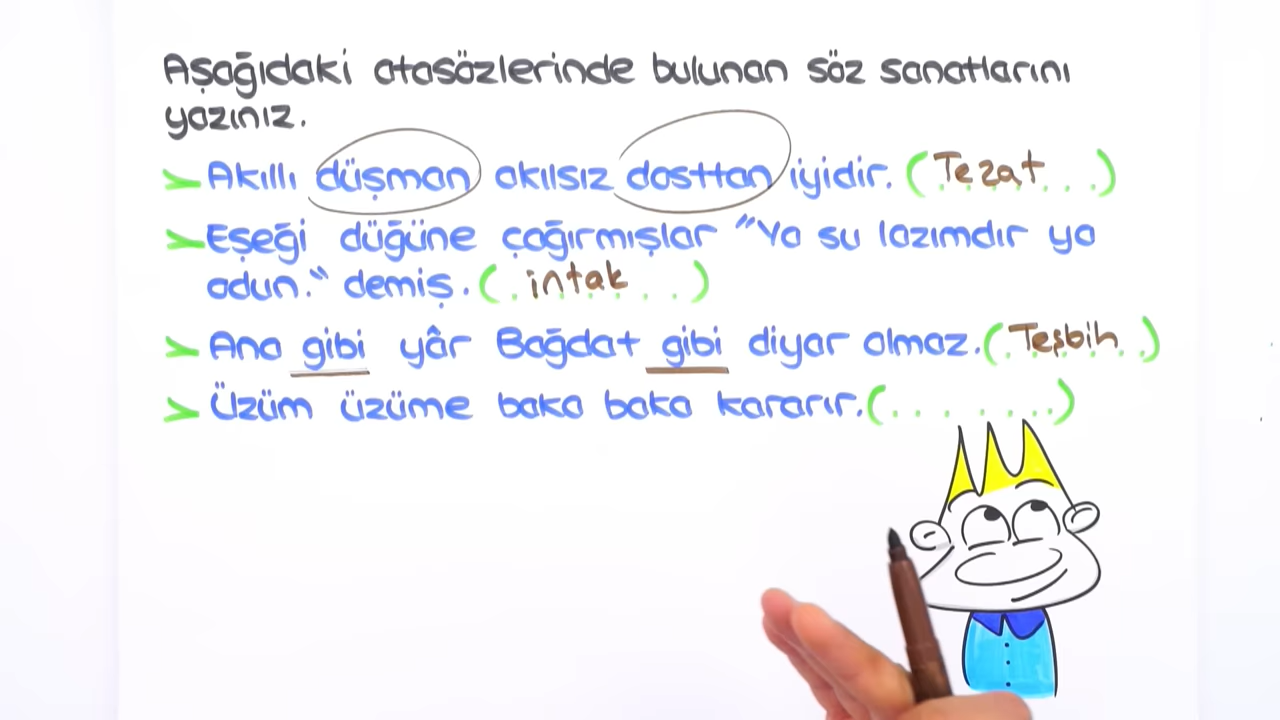 Aşağıdaki atasözlerinde bulunan söz sanatlarını
yazınız.
➤ Akıllı düşman akılsız dosttan iyidir. (Tezat...)
➤ Eşeği düğüne çağırmışlar "Ya su lazımdır ya
odun." demiş. (.intak...)
➤ Ana gibi yâr Bağdat gibi diyar olmaz. (Teşbih.)
➤ Üzüm üzüme baka baka kararır. (.......)